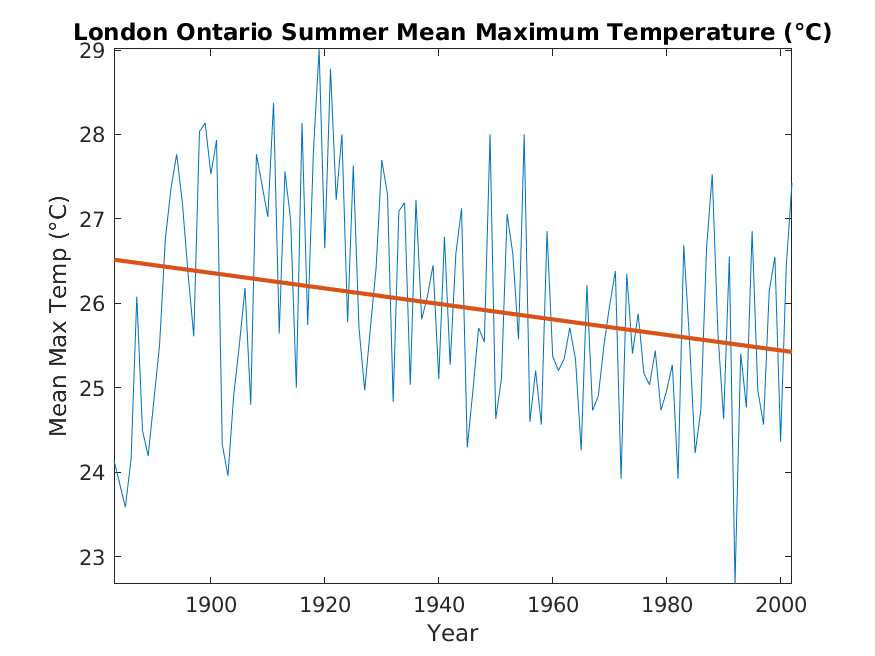 London Ontario Summer Mean Maximum Temperature (°C)
29
28
27
26
25
24
23
Mean Max Temp (°C)
1900 1920 1940 1960 1980 2000
Year